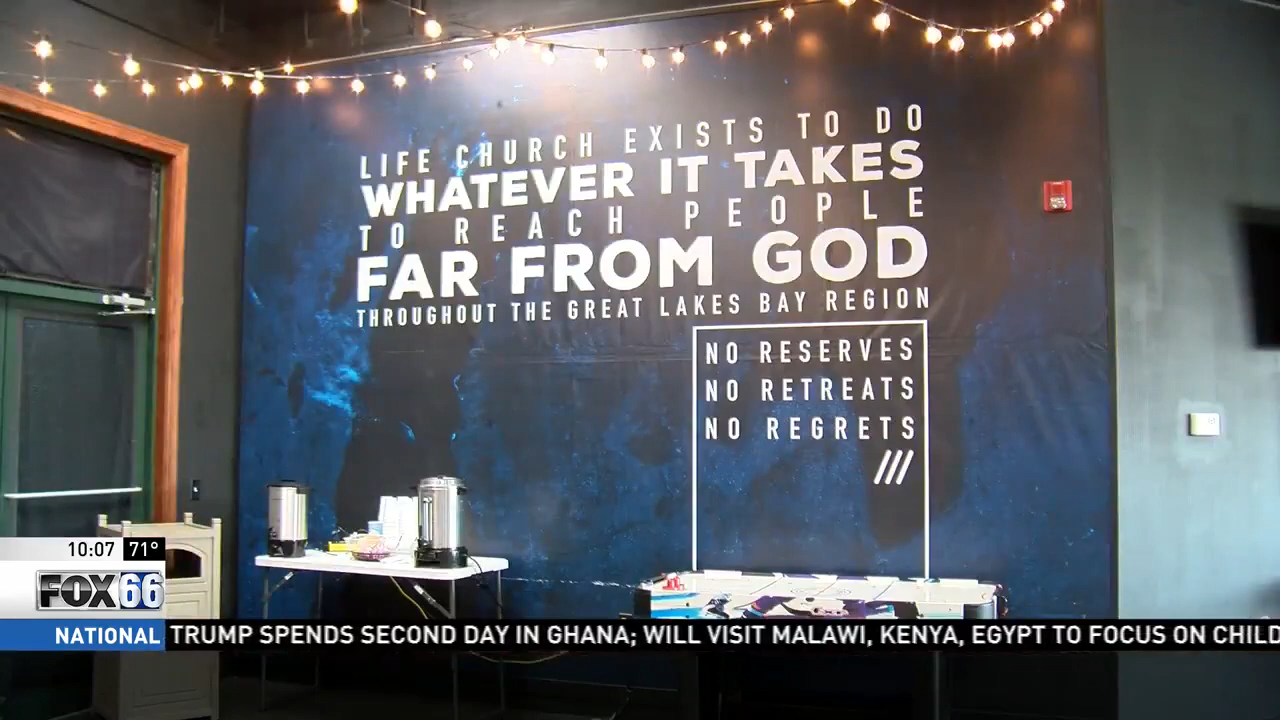 LIFE CHURCH EXISTS TO DO
WHATEVER IT TAKES
TO REACH PEOPLE
FAR FROM GOD
THROUGHOUT THE GREAT LAKES BAY REGION
NO RESERVES
NO RETREATS
NO REGRETS
///
10:07 71°
FOX 66
NATIONAL TRUMP SPENDS SECOND DAY IN GHANA; WILL VISIT MALAWI, KENYA, EGYPT TO FOCUS ON CHILD